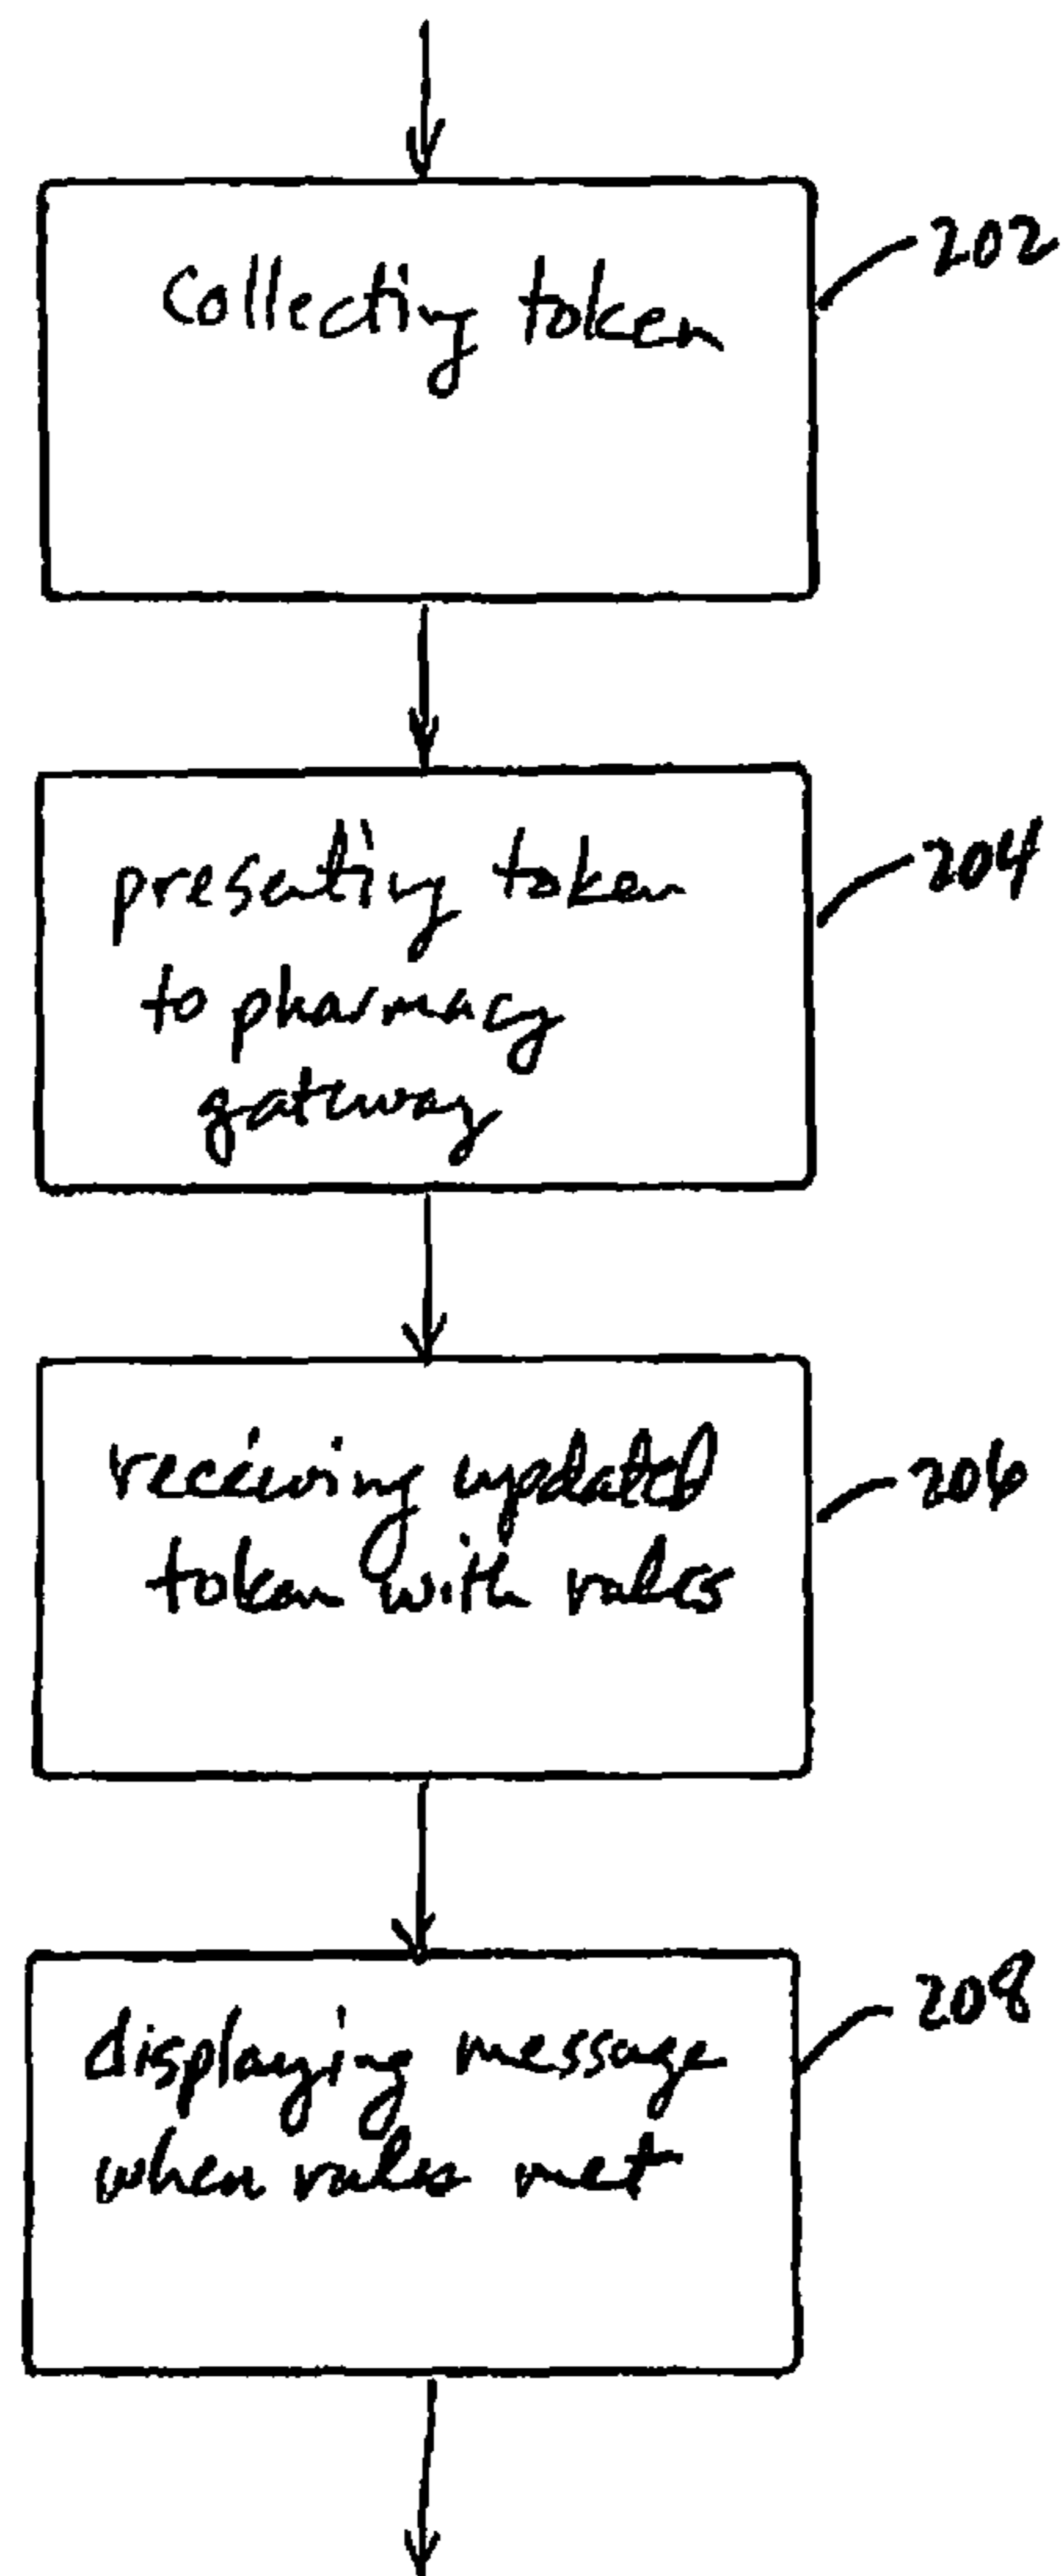 Collecting token
202
presenting token
to pharmacy
gateway
204
receiving updated
token with rules
206
displaying message
when rules met
208